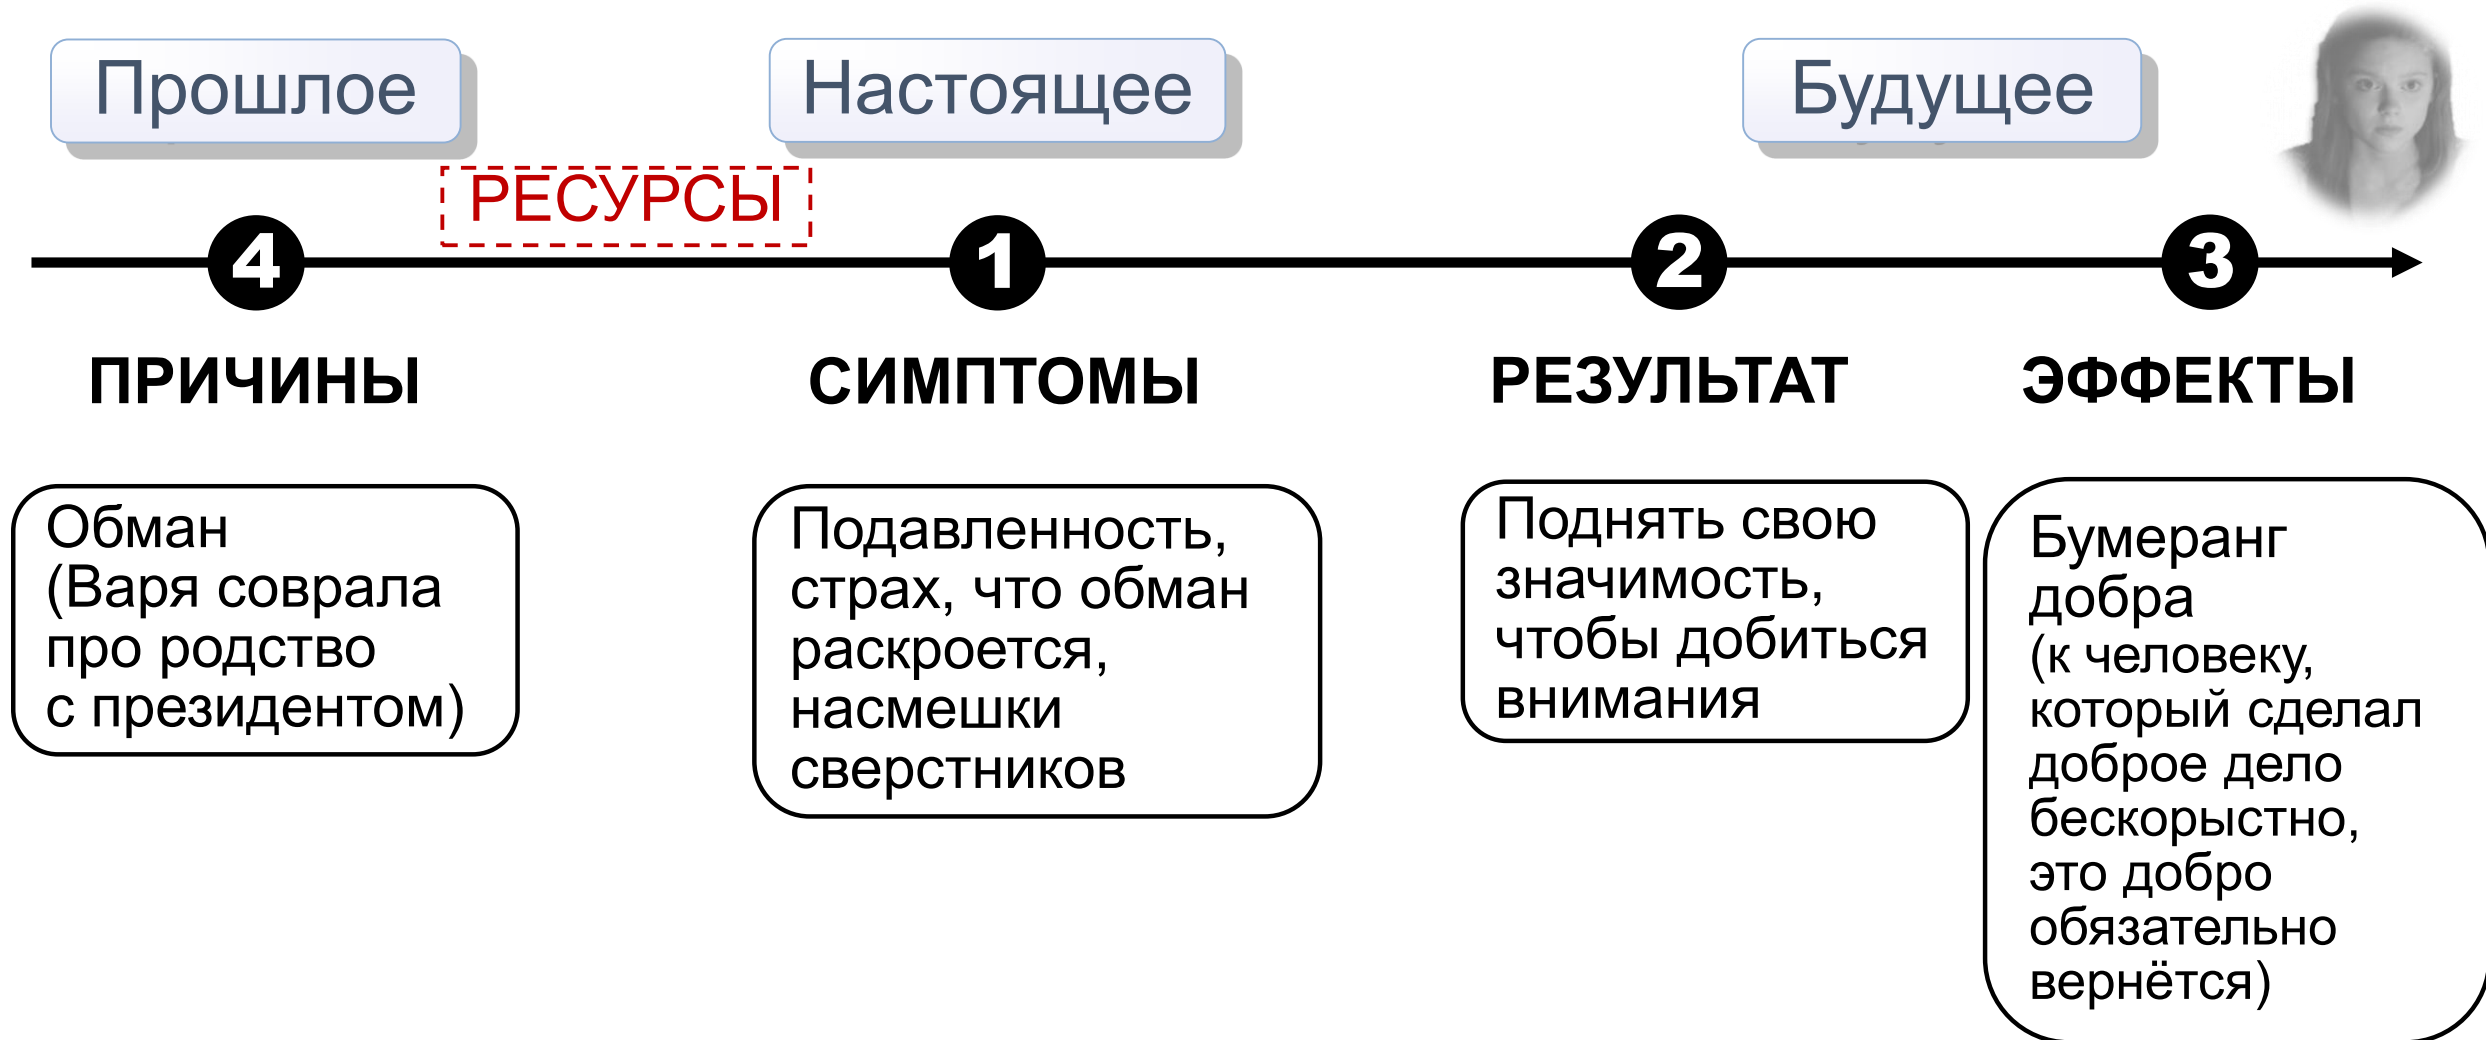 Прошлое
Настоящее
Будущее
РЕСУРСЫ
4
1
2
3
ПРИЧИНЫ
СИМПТОМЫ
РЕЗУЛЬТАТ
ЭФФЕКТЫ
Обман
(Варя соврала
про родство
с президентом)
Подавленность,
страх, что обман
раскроется,
насмешки
сверстников
Поднять свою
значимость,
чтобы добиться
внимания
Бумеранг
добра
(к человеку,
который сделал
доброе дело
бескорыстно,
это добро
обязательно
вернётся)